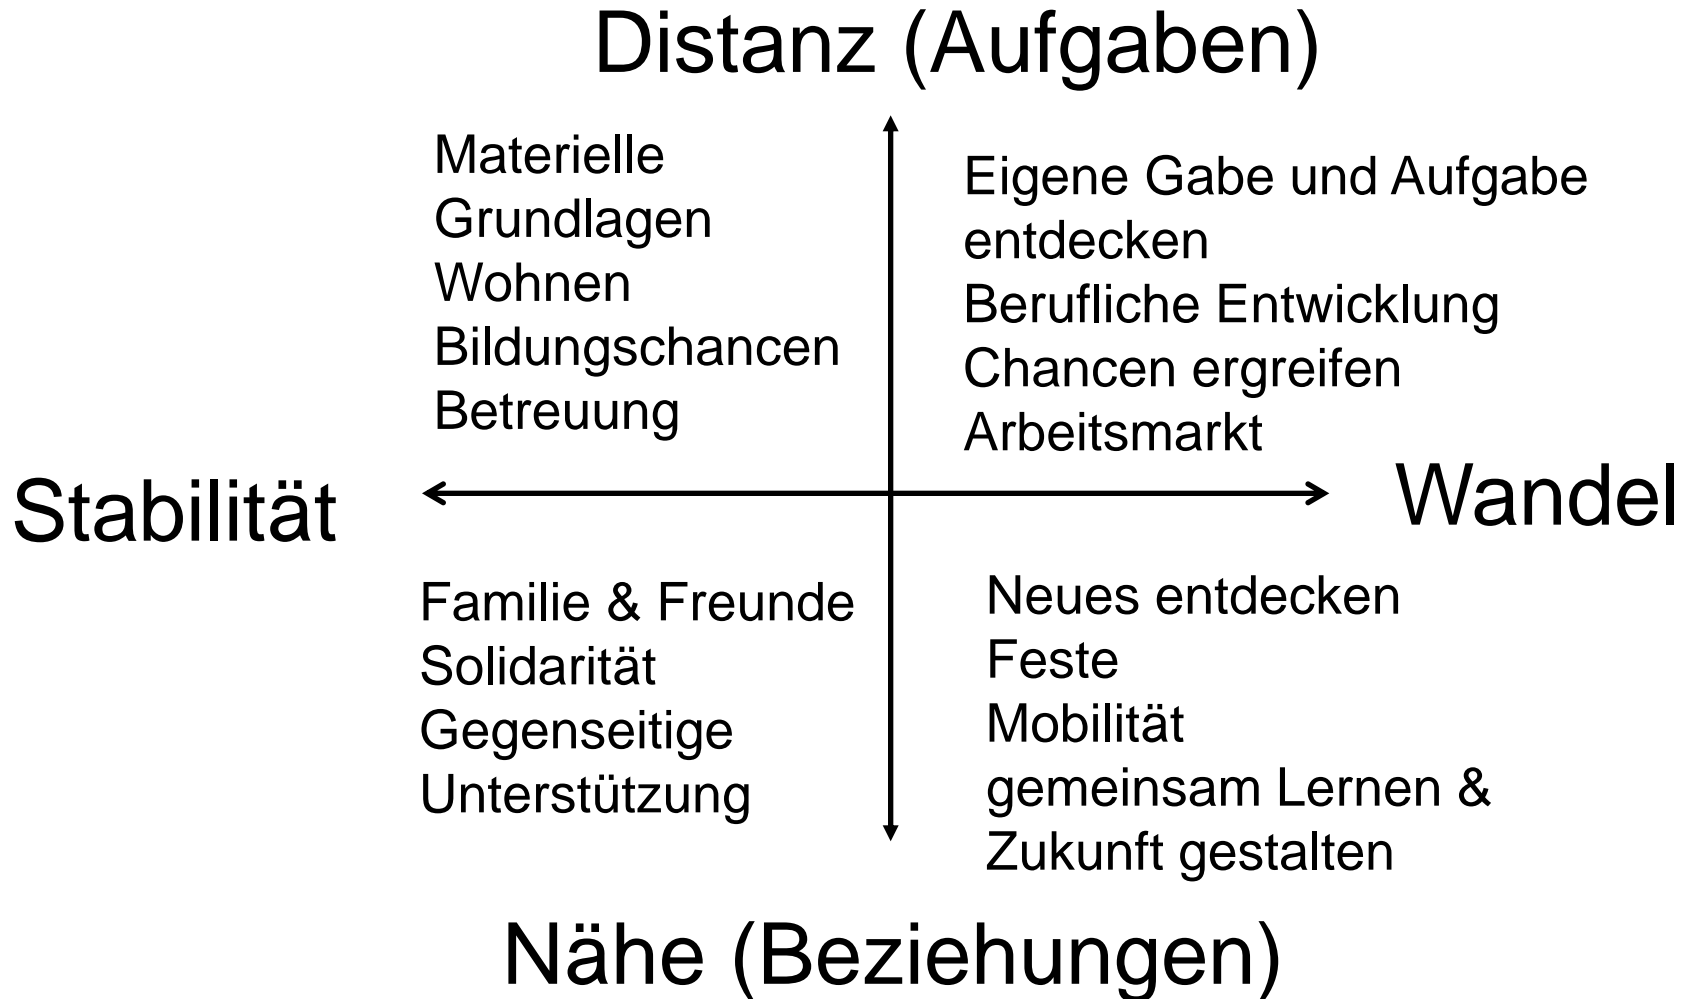 Distanz (Aufgaben)
Materielle
Grundlagen
Wohnen
Bildungschancen
Betreuung
Eigene Gabe und Aufgabe
entdecken
Berufliche Entwicklung
Chancen ergreifen
Arbeitsmarkt
Stabilität
Wandel
Familie & Freunde
Solidarität
Gegenseitige
Unterstützung
Neues entdecken
Feste
Mobilität
gemeinsam Lernen &
Zukunft gestalten
Nähe (Beziehungen)